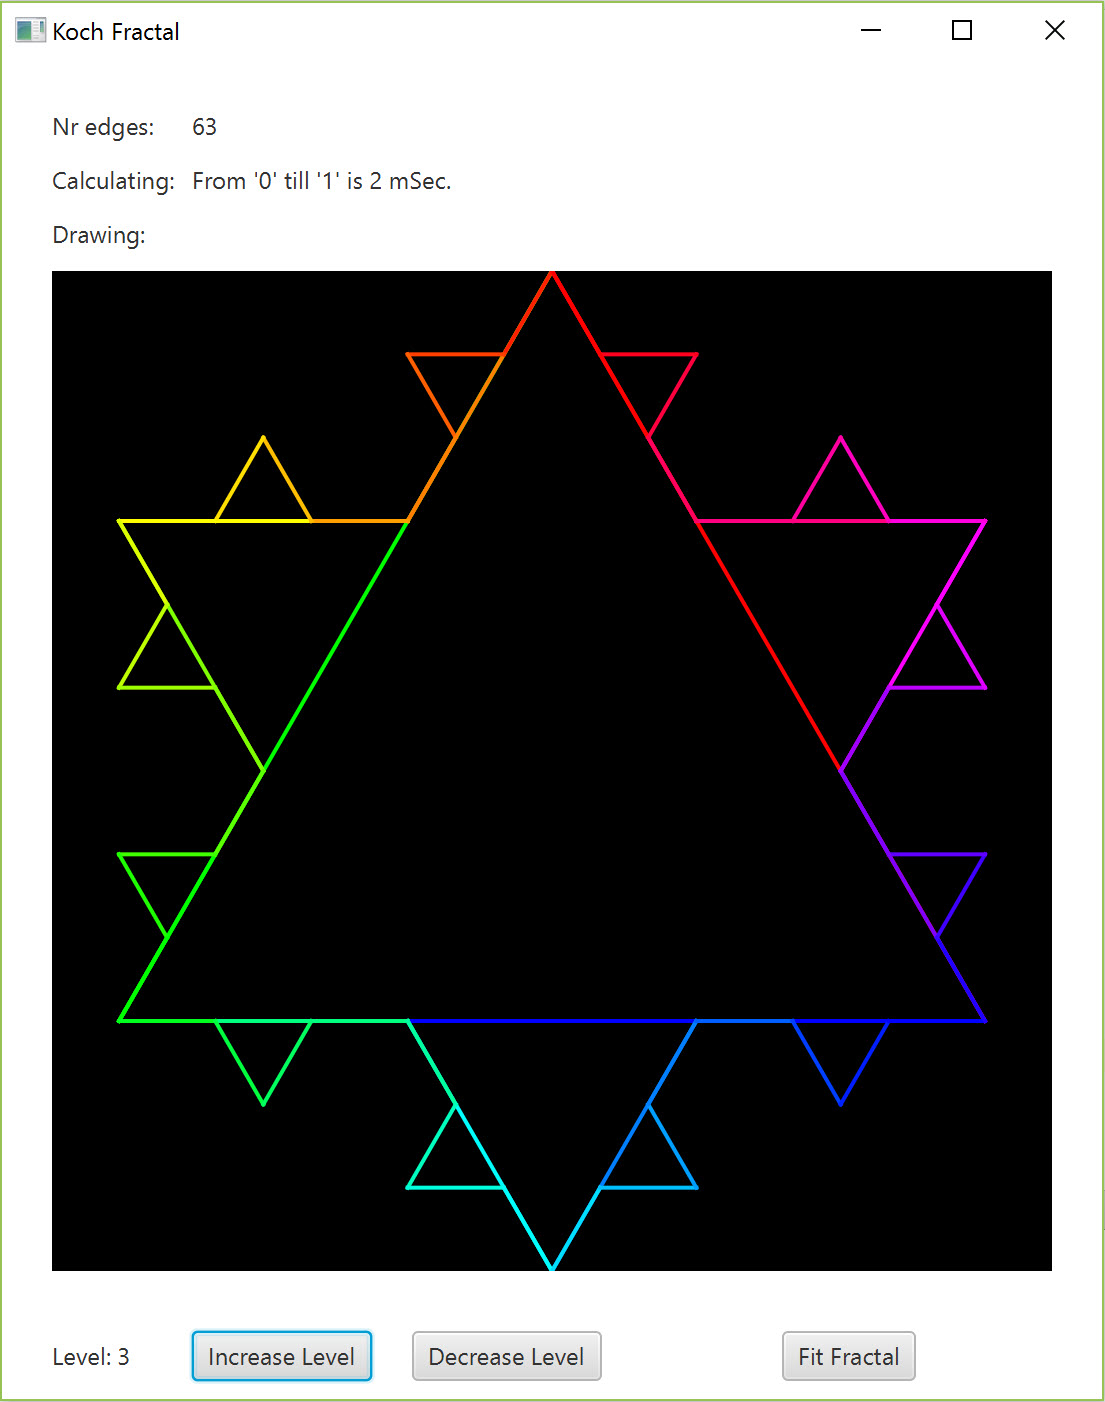 Koch Fractal
Nr edges: 63
Calculating: From '0' till '1' is 2 mSec.
Drawing:
Level: 3 Increase Level Decrease Level Fit Fractal